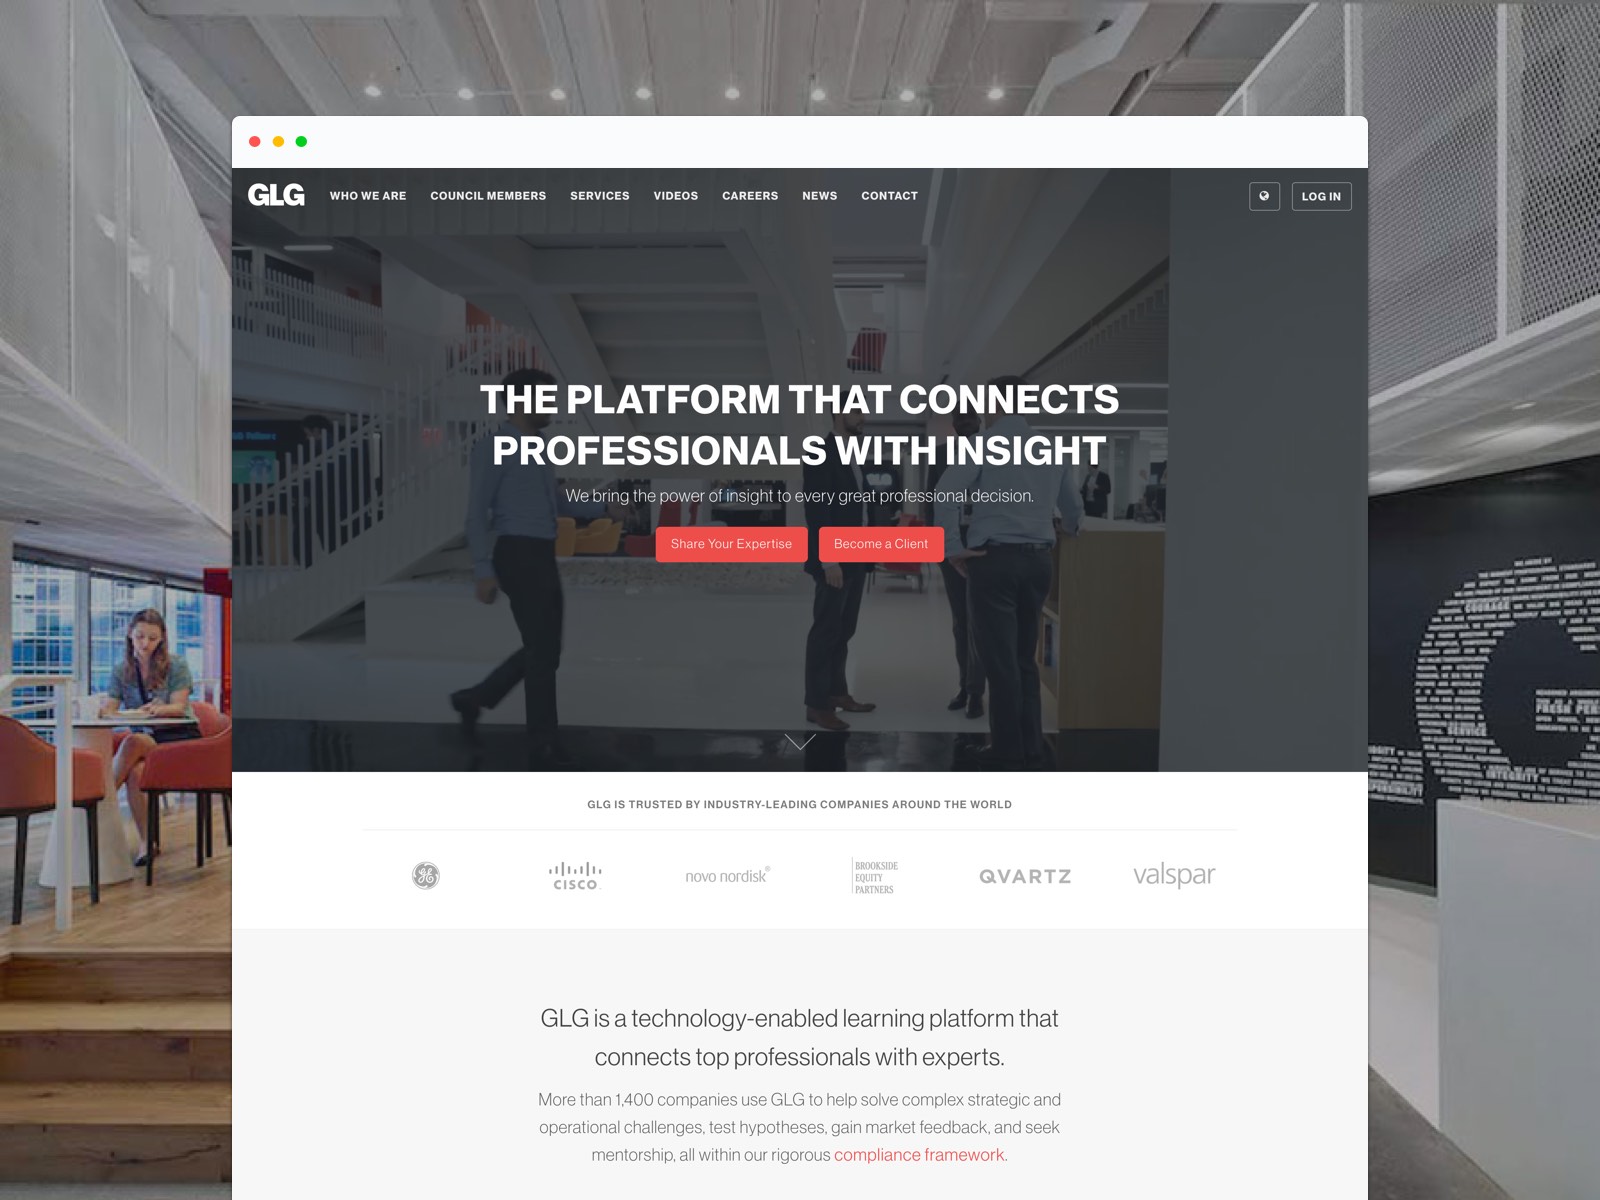 GLG
WHO WE ARE
COUNCIL MEMBERS
SERVICES
VIDEOS
CAREERS
NEWS
CONTACT
LOG IN
THE PLATFORM THAT CONNECTS
PROFESSIONALS WITH INSIGHT
We bring the power of insight to every great professional decision.
Share Your Expertise
Become a Client
GLG IS TRUSTED BY INDUSTRY-LEADING COMPANIES AROUND THE WORLD
GE
CISCO
novo nordisk®
BROOKSIDE
EQUITY
PARTNERS
QVARTZ
valspar
GLG is a technology-enabled learning platform that
connects top professionals with experts.
More than 1,400 companies use GLG to help solve complex strategic and
operational challenges, test hypotheses, gain market feedback, and seek
mentorship, all within our rigorous compliance framework.
COURAGE
FRESH
SERVICE
INTEGRITY